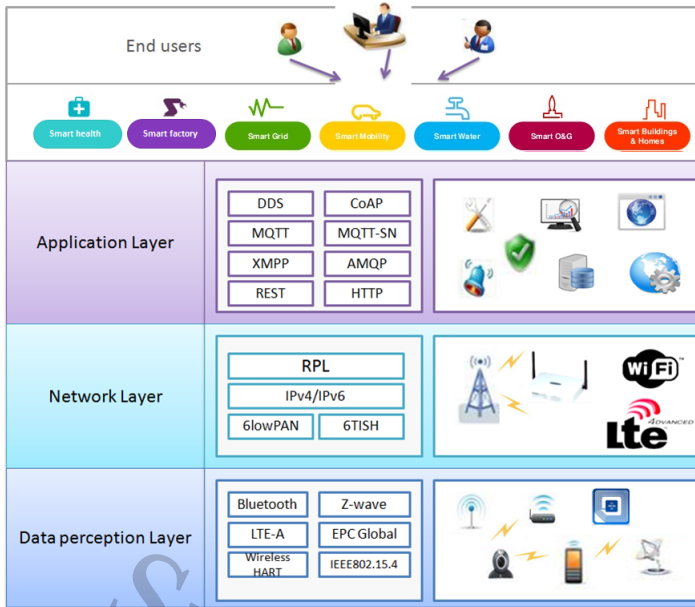 End users
Smart health
Smart factory
Smart Grid
Smart Mobility
Smart Water
Smart O&G
Smart Buildings
& Homes
Application Layer
DDS
CoAP
MQTT
MQTT-SN
XMPP
AMQP
REST
HTTP
Network Layer
RPL
IPv4/IPv6
6lowPAN
6TISH
WiFi™
4DVANCED
Lte
Data perception Layer
Bluetooth
Z-wave
LTE-A
EPC Global
Wireless
HART
IEEE802.15.4